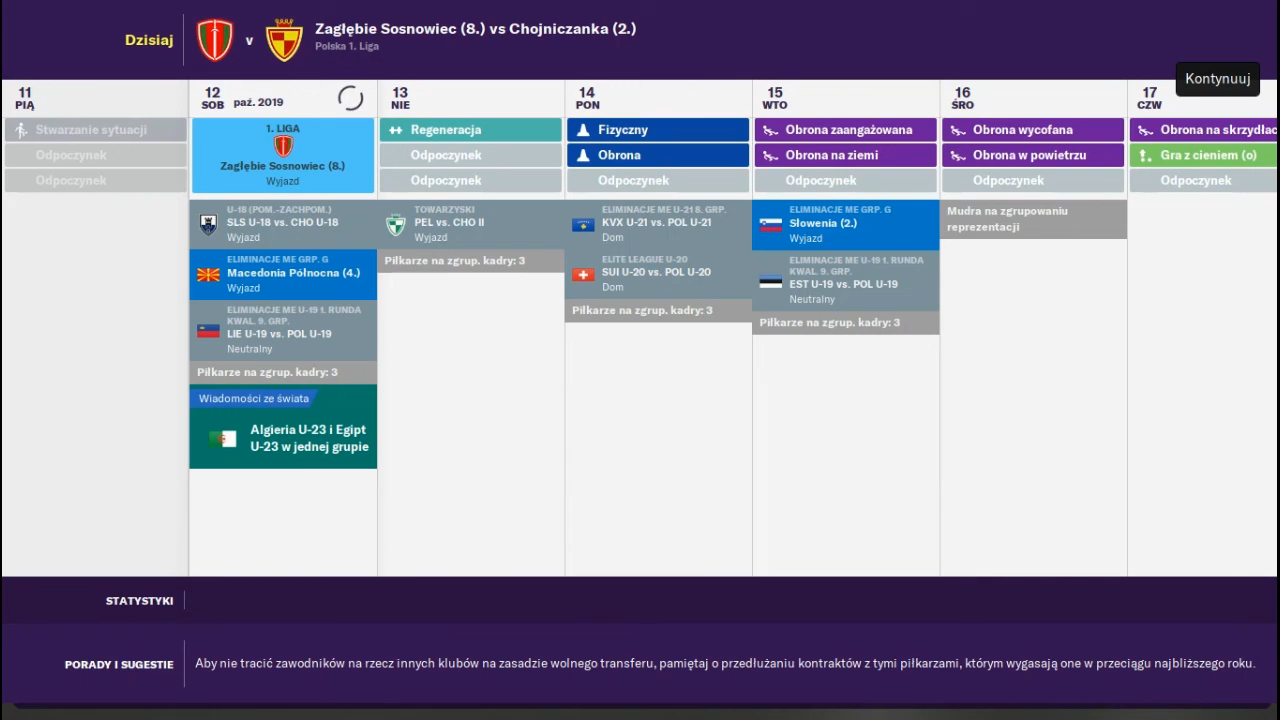 Dzisiaj
v
Zagłębie Sosnowiec (8.) vs Chojniczanka (2.)
Polska 1. Liga
Kontynuuj
11
PIĄ
Stwarzanie sytuacji
Odpoczynek
Odpoczynek
12
SOB
paź. 2019
1. LIGA
Zagłębie Sosnowiec (8.)
Wyjazd
U-18 (POM.-ZACHPOM.)
SLS U-18 vs. CHO U-18
Wyjazd
ELIMINACJE ME GRP. G
Macedonia Północna (4.)
Wyjazd
ELIMINACJE ME U-19 1. RUNDA
KWAL. 9. GRP.
LIE U-19 vs. POL U-19
Neutralny
Piłkarze na zgrup. kadry: 3
Wiadomości ze świata
Algieria U-23 i Egipt
U-23 w jednej grupie
13
NIE
Regeneracja
Odpoczynek
Odpoczynek
TOWARZYSKI
PEL vs. CHO II
Wyjazd
Piłkarze na zgrup. kadry: 3
14
PON
Fizyczny
Obrona
Odpoczynek
ELIMINACJE ME U-21 8. GRP.
KVX U-21 vs. POL U-21
Dom
ELITE LEAGUE U-20
SUI U-20 vs. POL U-20
Dom
Piłkarze na zgrup. kadry: 3
15
WTO
Obrona zaangażowana
Obrona na ziemi
Odpoczynek
ELIMINACJE ME GRP. G
Słowenia (2.)
Wyjazd
ELIMINACJE ME U-19 1. RUNDA
KWAL. 9. GRP.
EST U-19 vs. POL U-19
Neutralny
Piłkarze na zgrup. kadry: 3
16
ŚRO
Obrona wycofana
Obrona w powietrzu
Odpoczynek
Mudra na zgrupowaniu
reprezentacji
17
CZW
Obrona na skrzydłac
Gra z cieniem (o)
Odpoczynek
STATYSTYKI
PORADY I SUGESTIE
Aby nie tracić zawodników na rzecz innych klubów na zasadzie wolnego transferu, pamiętaj o przedłużaniu kontraktów z tymi piłkarzami, którym wygasają one w przeciągu najbliższego roku.